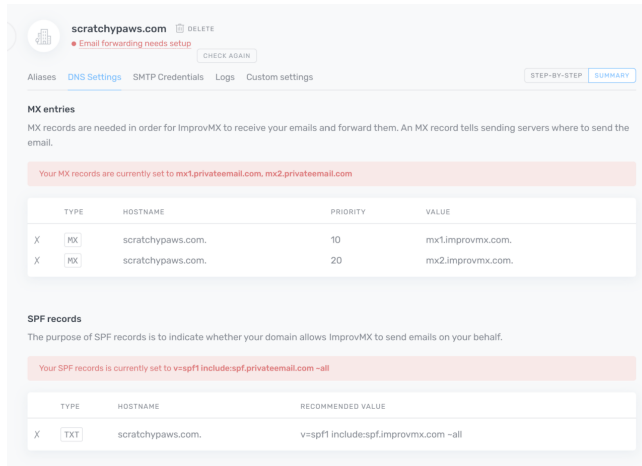 scratchypaws.com DELETE
Email forwarding needs setup
CHECK AGAIN
Aliases DNS Settings SMTP Credentials Logs Custom settings STEP-BY-STEP SUMMARY
MX entries
MX records are needed in order for ImprovMX to receive your emails and forward them. An MX record tells sending servers where to send the
email.
Your MX records are currently set to mx1.privateemail.com, mx2.privateemail.com
TYPE HOSTNAME PRIORITY VALUE
X MX scratchypaws.com. 10 mx1.improvmx.com.
X MX scratchypaws.com. 20 mx2.improvmx.com.
SPF records
The purpose of SPF records is to indicate whether your domain allows ImprovMX to send emails on your behalf.
Your SPF records is currently set to v=spf1 include:spf.privateemail.com ~all
TYPE HOSTNAME RECOMMENDED VALUE
X TXT scratchypaws.com. v=spf1 include:spf.improvmx.com ~all